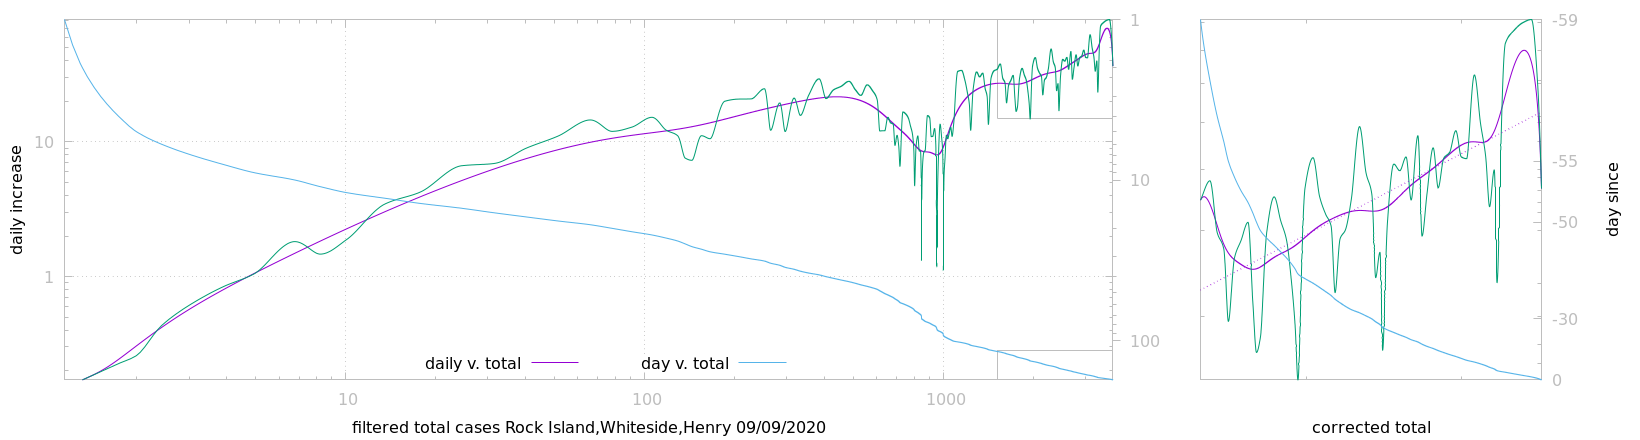 daily increase
10
1
daily v. total
day v. total
1
10
100
10
100
1000
filtered total cases Rock Island,Whiteside,Henry 09/09/2020
-59
-55
-50
-30
0
day since
corrected total